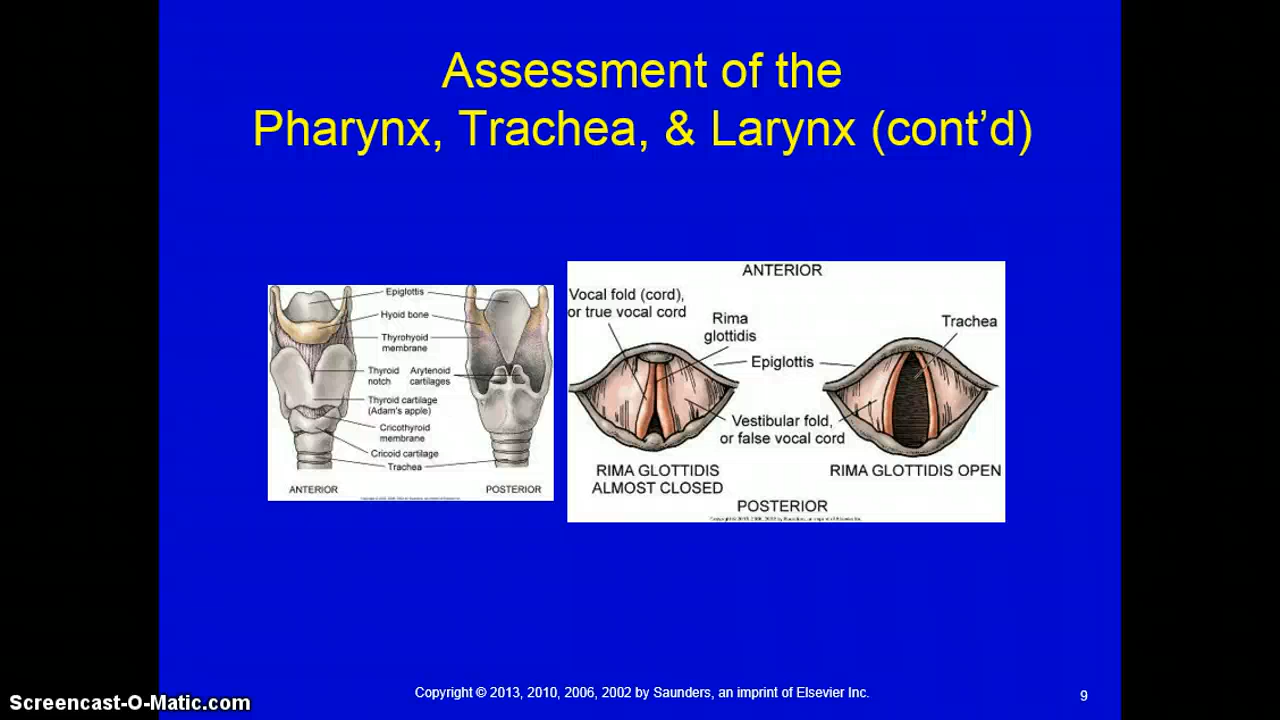 Assessment of the
Pharynx, Trachea, & Larynx (cont’d)
Epiglottis
Hyoid bone
Thyrohyoid
membrane
Thyroid
notch
Arytenoid
cartilages
Thyroid cartilage
(Adam's apple)
Cricothyroid
membrane
Cricoid cartilage
Trachea
ANTERIOR
POSTERIOR
ANTERIOR
Vocal fold (cord),
or true vocal cord
Rima
glottidis
Epiglottis
Trachea
Vestibular fold,
or false vocal cord
RIMA GLOTTIDIS
ALMOST CLOSED
RIMA GLOTTIDIS OPEN
POSTERIOR
Copyright © 2013, 2010, 2006, 2002 by Saunders, an imprint of Elsevier Inc.
9
Screencast-O-Matic.com